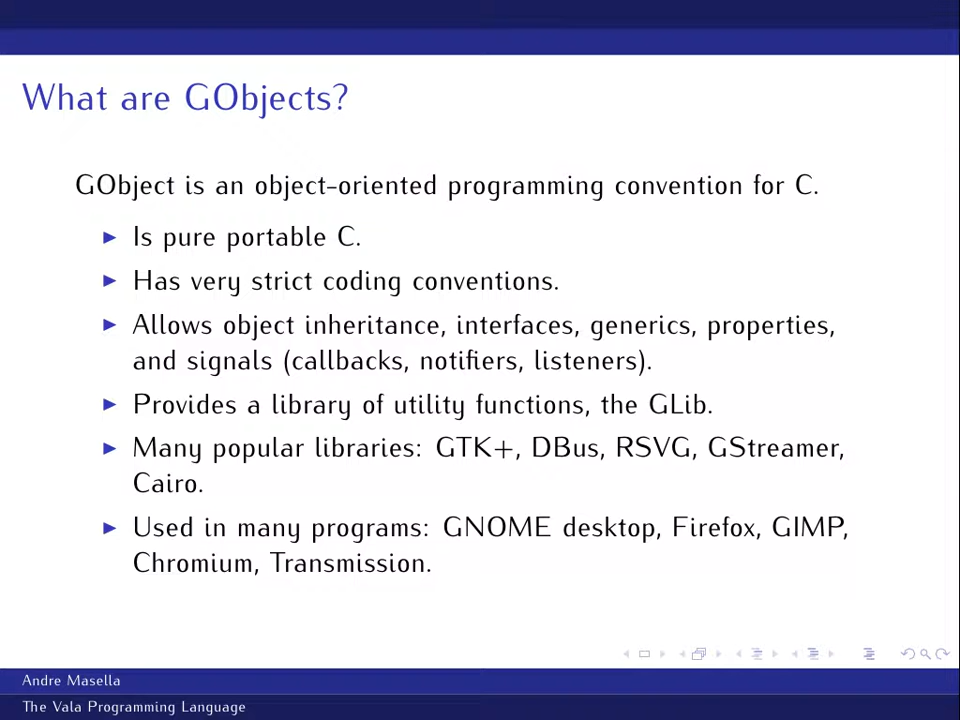 What are GObjects?
GObject is an object-oriented programming convention for C.
Is pure portable C.
Has very strict coding conventions.
Allows object inheritance, interfaces, generics, properties,
and signals (callbacks, notifiers, listeners).
Provides a library of utility functions, the GLib.
Many popular libraries: GTK+, DBus, RSVG, GStreamer,
Cairo.
Used in many programs: GNOME desktop, Firefox, GIMP,
Chromium, Transmission.
Andre Masella
The Vala Programming Language